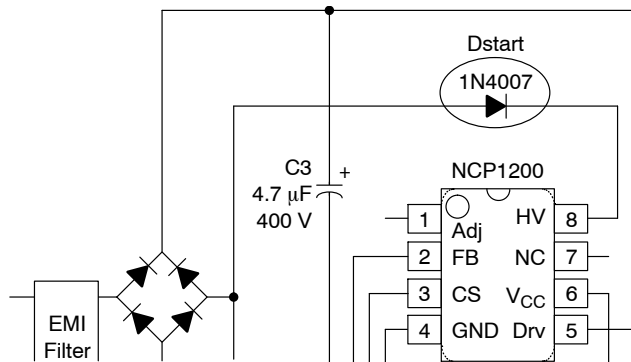 Dstart
1N4007
C3
+
4.7 μF
400 V
NCP1200
1 Adj HV 8
2 FB NC 7
3 CS VCC 6
4 GND Drv 5
EMI
Filter